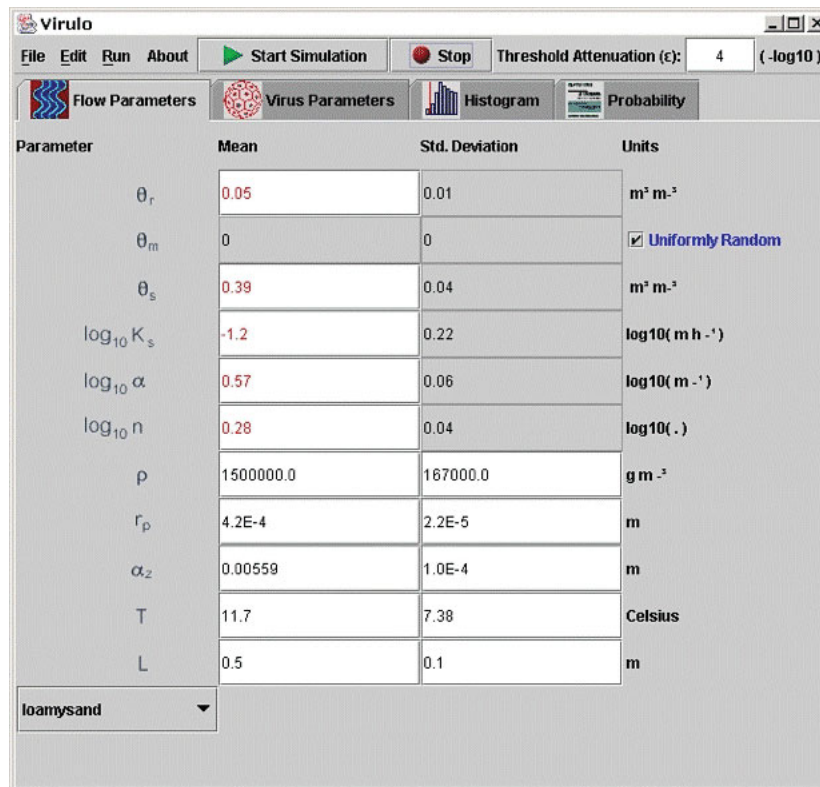 Virulo
File Edit Run About Start Simulation Stop Threshold Attenuation (ε): 4 (-log10)
Flow Parameters Virus Parameters Histogram Probability
Parameter Mean Std. Deviation Units
θr 0.05 0.01 m³ m-³
θm 0 0 Uniformly Random
θs 0.39 0.04 m³ m-³
log10 Ks -1.2 0.22 log10( m h -¹)
log10 α 0.57 0.06 log10( m -¹)
log10 n 0.28 0.04 log10( . )
ρ 1500000.0 167000.0 g m -³
rp 4.2E-4 2.2E-5 m
αz 0.00559 1.0E-4 m
T 11.7 7.38 Celsius
L 0.5 0.1 m
loamysand